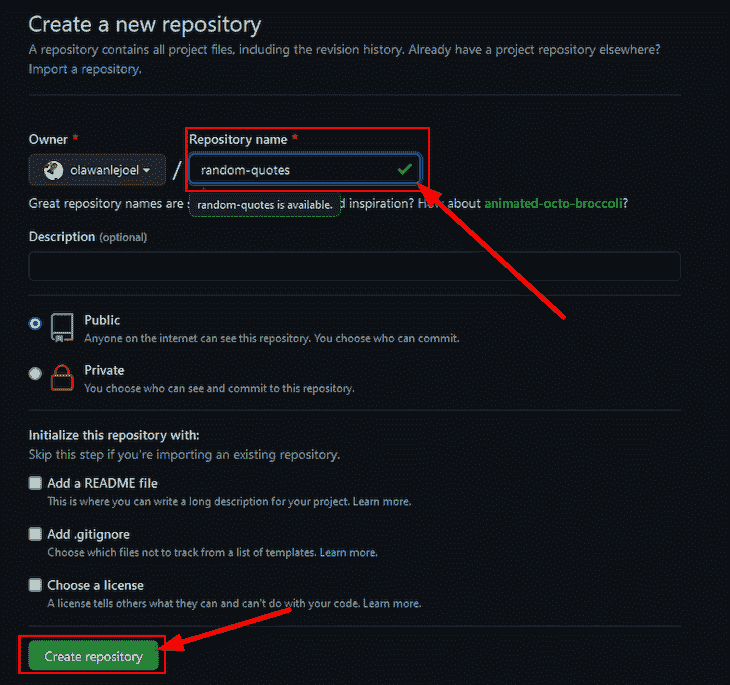 Create a new repository
A repository contains all project files, including the revision history. Already have a project repository elsewhere?
Import a repository.
Owner *
Repository name *
olawanlejoel / random-quotes
Great repository names are random-quotes is available. d inspiration? How about animated-octo-broccoli?
Description (optional)
Public
Anyone on the internet can see this repository. You choose who can commit.
Private
You choose who can see and commit to this repository.
Initialize this repository with:
Skip this step if you're importing an existing repository.
Add a README file
This is where you can write a long description for your project. Learn more.
Add .gitignore
Choose which files not to track from a list of templates. Learn more.
Choose a license
A license tells others what they can and can't do with your code. Learn more.
Create repository